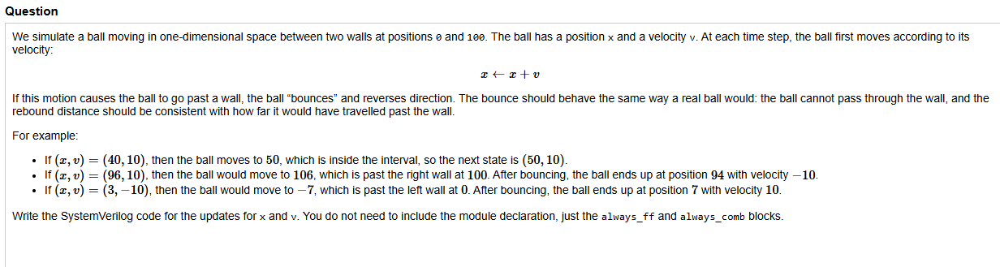 Question
We simulate a ball moving in one-dimensional space between two walls at positions 0 and 100. The ball has a position x and a velocity v. At each time step, the ball first moves according to its
velocity:
x ← x + v
If this motion causes the ball to go past a wall, the ball “bounces” and reverses direction. The bounce should behave the same way a real ball would: the ball cannot pass through the wall, and the
rebound distance should be consistent with how far it would have travelled past the wall.
For example:
• If (x, v) = (40, 10), then the ball moves to 50, which is inside the interval, so the next state is (50, 10).
• If (x, v) = (96, 10), then the ball would move to 106, which is past the right wall at 100. After bouncing, the ball ends up at position 94 with velocity −10.
• If (x, v) = (3, −10), then the ball would move to −7, which is past the left wall at 0. After bouncing, the ball ends up at position 7 with velocity 10.
Write the SystemVerilog code for the updates for x and v. You do not need to include the module declaration, just the always_ff and always_comb blocks.